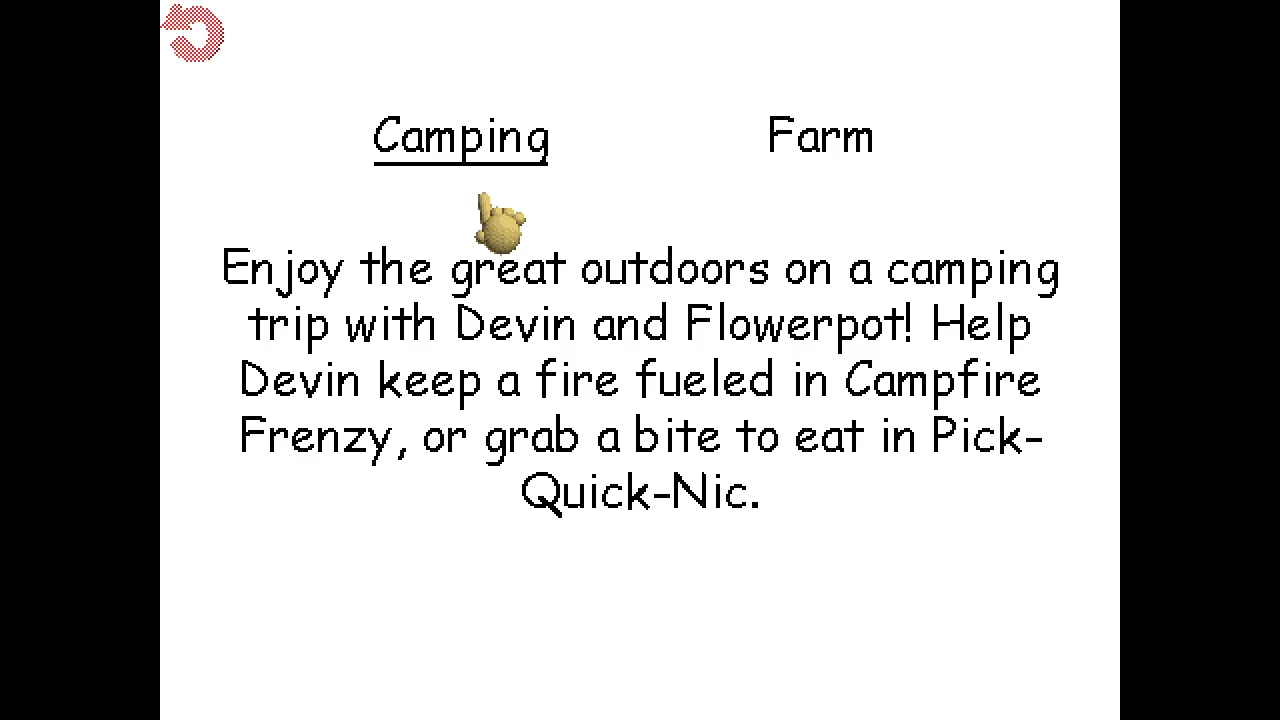 Camping Farm
Enjoy the great outdoors on a camping
trip with Devin and Flowerpot! Help
Devin keep a fire fueled in Campfire
Frenzy, or grab a bite to eat in Pick-
Quick-Nic.